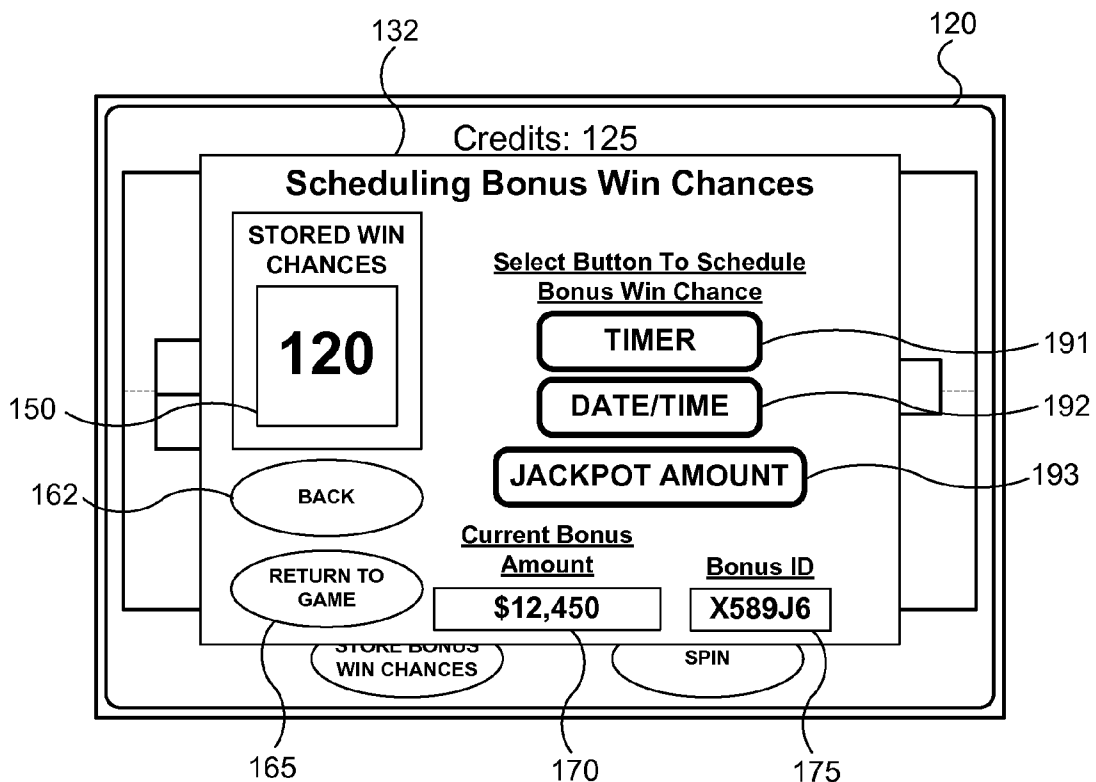 132
120
Credits: 125
Scheduling Bonus Win Chances
STORED WIN
CHANCES
120
Select Button To Schedule
Bonus Win Chance
TIMER
191
DATE/TIME
192
150
JACKPOT AMOUNT
193
162
BACK
Current Bonus
Amount
Bonus ID
RETURN TO
GAME
$12,450
X589J6
STORE BONUS
WIN CHANCES
SPIN
165
170
175